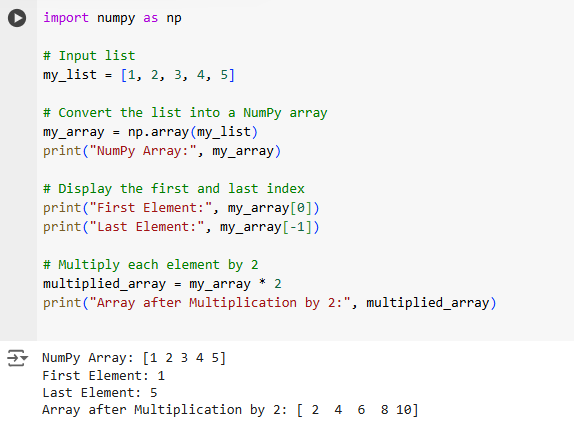 import numpy as np
# Input list
my_list = [1, 2, 3, 4, 5]
# Convert the list into a NumPy array
my_array = np.array(my_list)
print("NumPy Array:", my_array)
# Display the first and last index
print("First Element:", my_array[0])
print("Last Element:", my_array[-1])
# Multiply each element by 2
multiplied_array = my_array * 2
print("Array after Multiplication by 2:", multiplied_array)
NumPy Array: [1 2 3 4 5]
First Element: 1
Last Element: 5
Array after Multiplication by 2: [ 2  4  6  8 10]